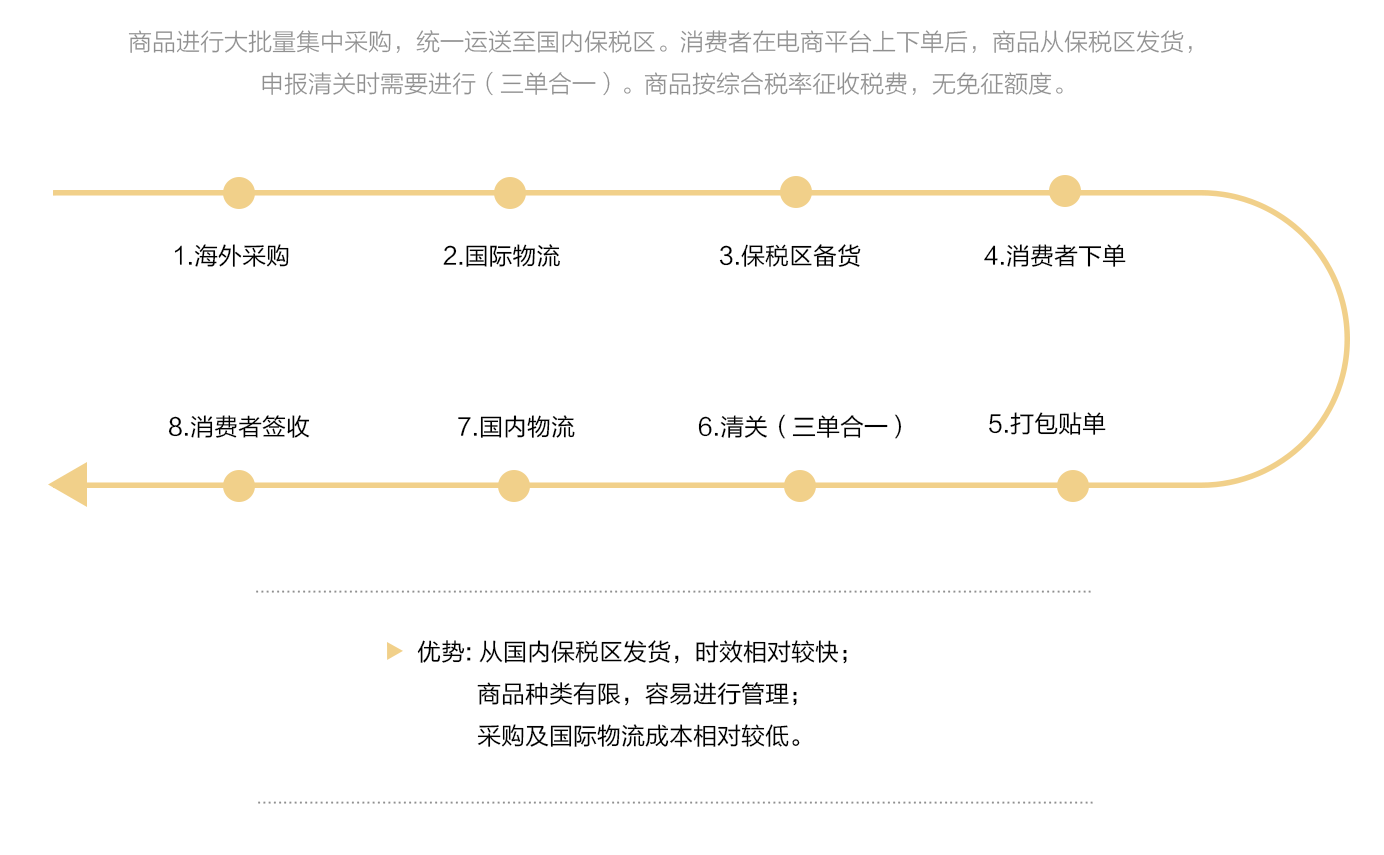 商品进行大批量集中采购，统一运送至国内保税区。消费者在电商平台上下单后，商品从保税区发货，
申报清关时需要进行（三单合一）。商品按综合税率征收税费，无免征额度。
1.海外采购
2.国际物流
3.保税区备货
4.消费者下单
5.打包贴单
6.清关（三单合一）
7.国内物流
8.消费者签收
优势: 从国内保税区发货，时效相对较快；
商品种类有限，容易进行管理；
采购及国际物流成本相对较低。